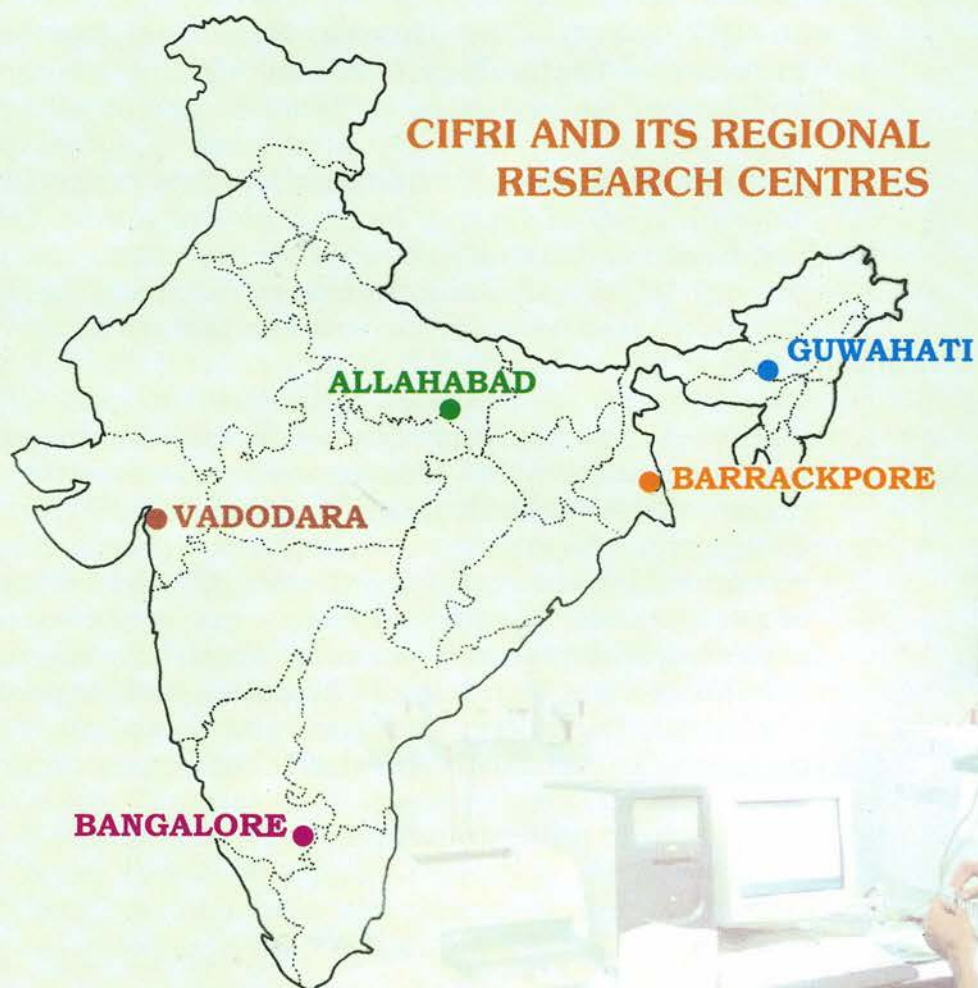 CIFRI AND ITS REGIONAL
RESEARCH CENTRES
GUWAHATI
ALLAHABAD
BARRACKPORE
VADODARA
BANGALORE